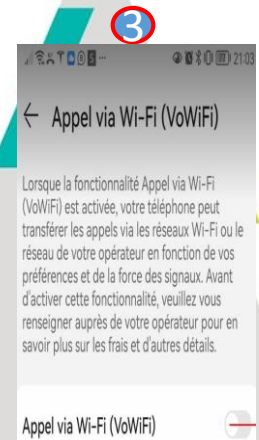 3
21:03
← Appel via Wi-Fi (VoWiFi)
Lorsque la fonctionnalité Appel via Wi-Fi
(VoWiFi) est activée, votre téléphone peut
transférer les appels via les réseaux Wi-Fi ou le
réseau de votre opérateur en fonction de vos
préférences et de la force des signaux. Avant
d'activer cette fonctionnalité, veuillez vous
renseigner auprès de votre opérateur pour en
savoir plus sur les frais et d'autres détails.
Appel via Wi-Fi (VoWiFi)